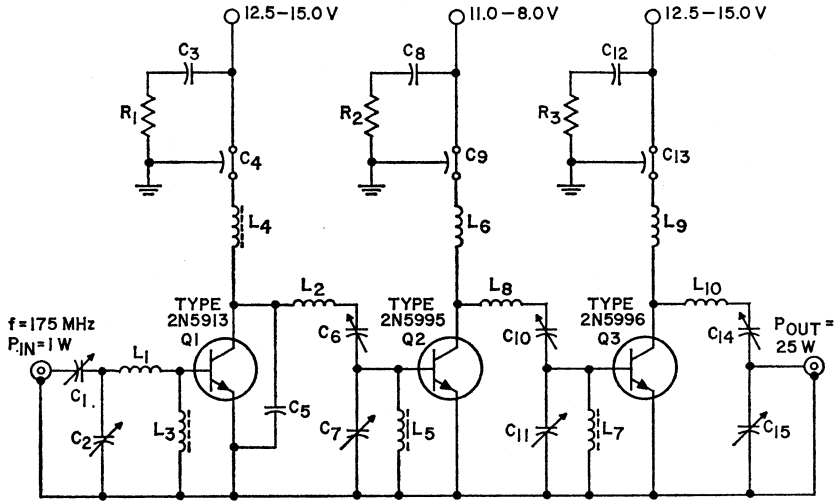 12.5–15.0 V
11.0–8.0 V
12.5–15.0 V
C3
C8
C12
R1
R2
R3
C4
C9
C13
L4
L6
L9
TYPE
2N5913
Q1
L2
TYPE
2N5995
Q2
L8
TYPE
2N5996
Q3
L10
f=175 MHz
PIN=1 W
C6
C10
C14
POUT=
25 W
L1
C1
C2
L3
C5
C7
L5
C11
L7
C15